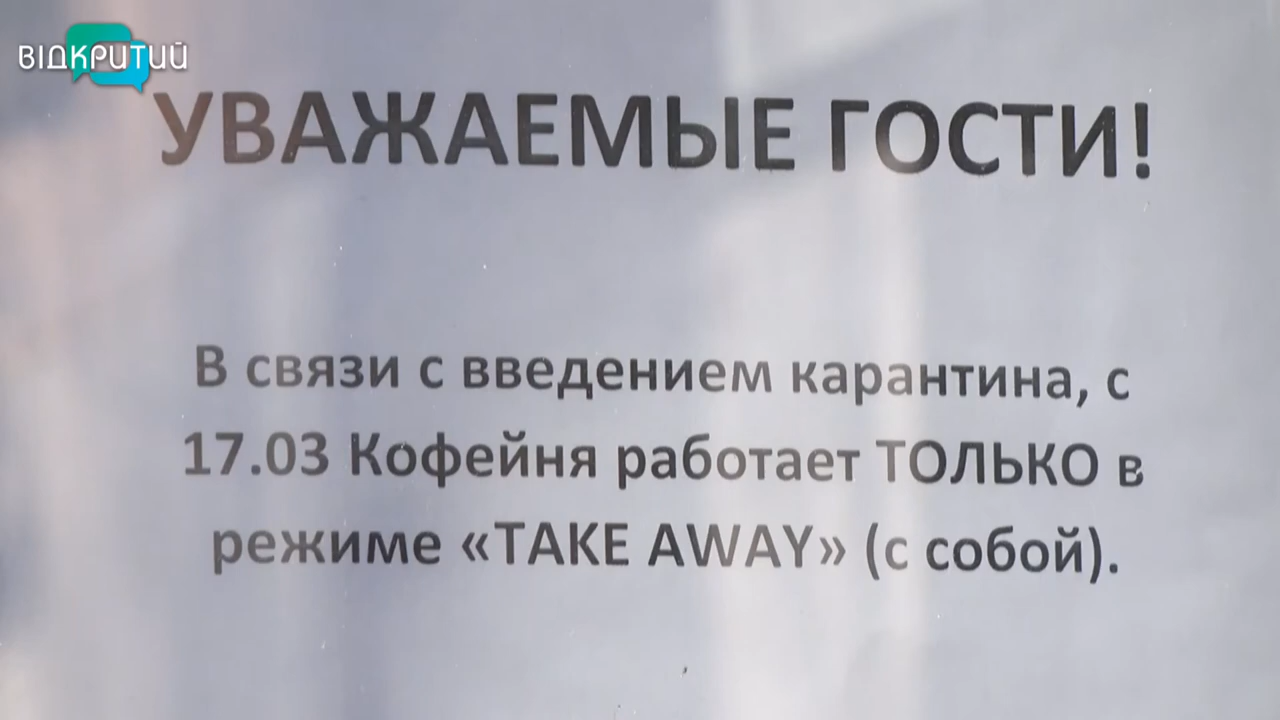 ВІДКРИТИЙ
УВАЖАЕМЫЕ ГОСТИ!
В связи с введением карантина, с
17.03 Кофейня работает ТОЛЬКО в
режиме «TAKE AWAY» (с собой).